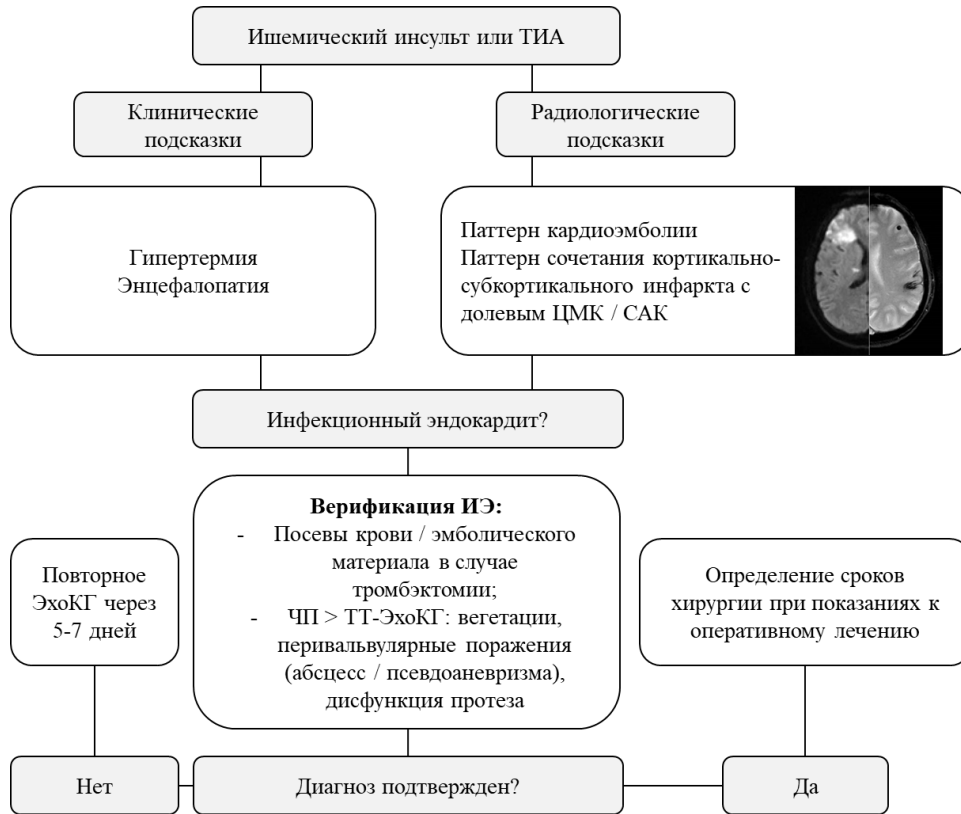 Ишемический инсульт или ТИА
Клинические
подсказки
Радиологические
подсказки
Гипертермия
Энцефалопатия
Паттерн кардиоэмболии
Паттерн сочетания кортикально-
субкортикального инфаркта с
долевым ЦМК / САК
Инфекционный эндокардит?
Верификация ИЭ:
- Посевы крови / эмболического
материала в случае
тромбэктомии;
- ЧП > ТТ-ЭхоКГ: вегетации,
перивальвулярные поражения
(абсцесс / псевдоаневризма),
дисфункция протеза
Повторное
ЭхоКГ через
5-7 дней
Определение сроков
хирургии при показаниях к
оперативному лечению
Нет
Диагноз подтвержден?
Да